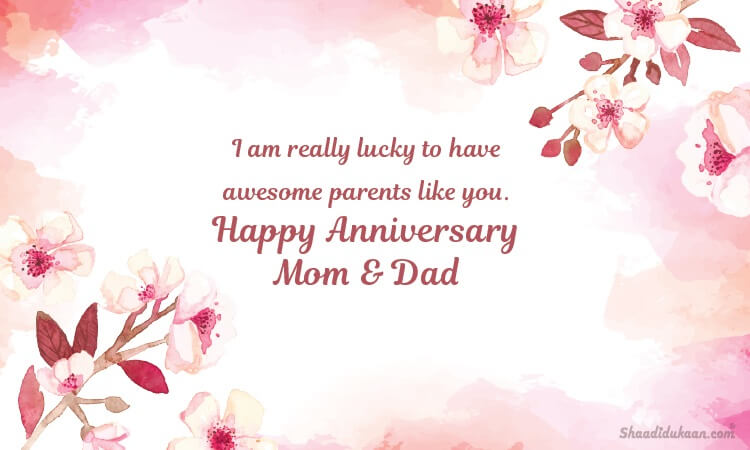 I am really lucky to have
awesome parents like you.
Happy Anniversary
Mom & Dad
Shaadidukaan.com